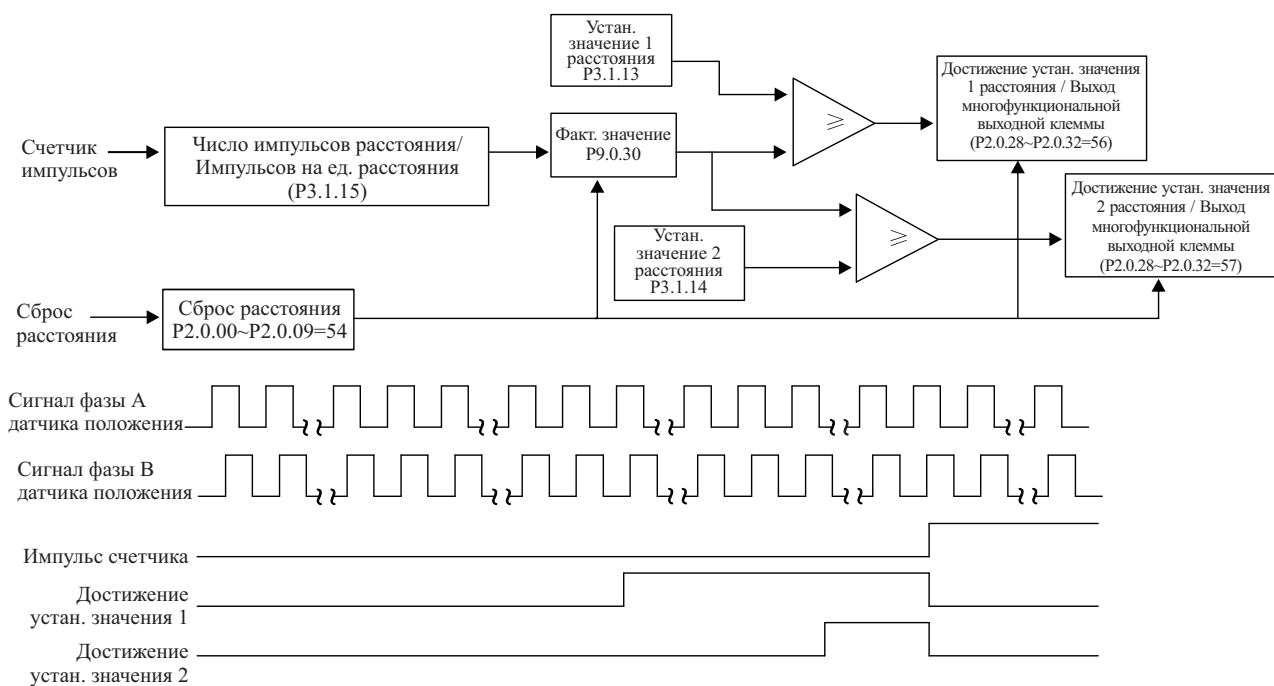 Устан.
значение 1
расстояния
P3.1.13
Достижение устан. значения
1 расстояния / Выход
многофункциональной
выходной клеммы
(P2.0.28~P2.0.32=56)
≥
Счетчик
импульсов
Число импульсов расстояния/
Импульсов на ед. расстояния
(P3.1.15)
Факт. значение
P9.0.30
Достижение устан. значения
2 расстояния / Выход
многофункциональной
выходной клеммы
(P2.0.28~P2.0.32=57)
≥
Устан.
значение 2
расстояния
P3.1.14
Сброс
расстояния
Сброс расстояния
P2.0.00~P2.0.09=54
Сигнал фазы А
датчика положения
Сигнал фазы В
датчика положения
Импульс счетчика
Достижение
устан. значения 1
Достижение
устан. значения 2